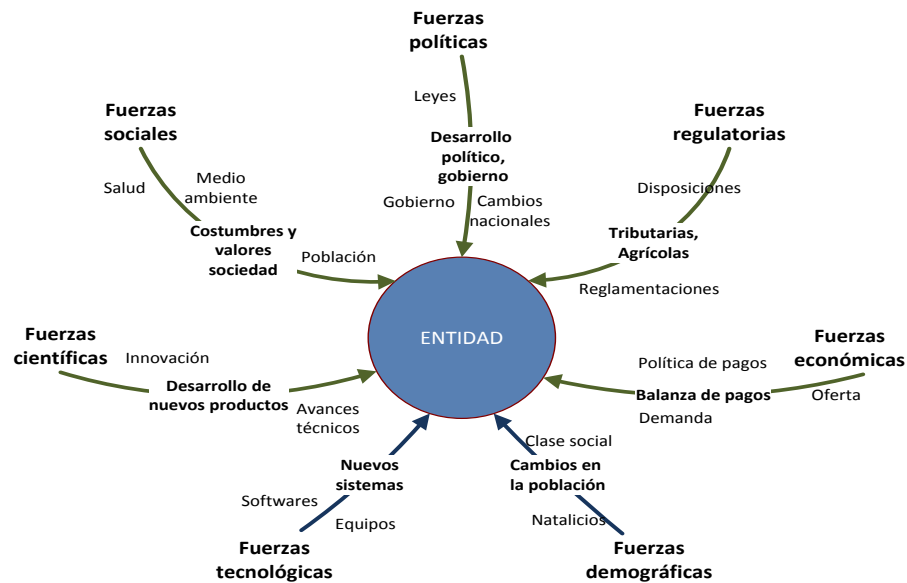 Fuerzas
políticas
Leyes
Desarrollo
político,
gobierno
Gobierno
Cambios
nacionales
Fuerzas
sociales
Salud
Medio
ambiente
Costumbres y
valores
sociedad
Población
Fuerzas
regulatorias
Disposiciones
Tributarias,
Agrícolas
Reglamentaciones
ENTIDAD
Fuerzas
científicas
Innovación
Desarrollo de
nuevos productos
Avances
técnicos
Fuerzas
económicas
Política de pagos
Balanza de pagos
Oferta
Demanda
Nuevos
sistemas
Softwares
Equipos
Fuerzas
tecnológicas
Clase social
Cambios en
la población
Natalicios
Fuerzas
demográficas